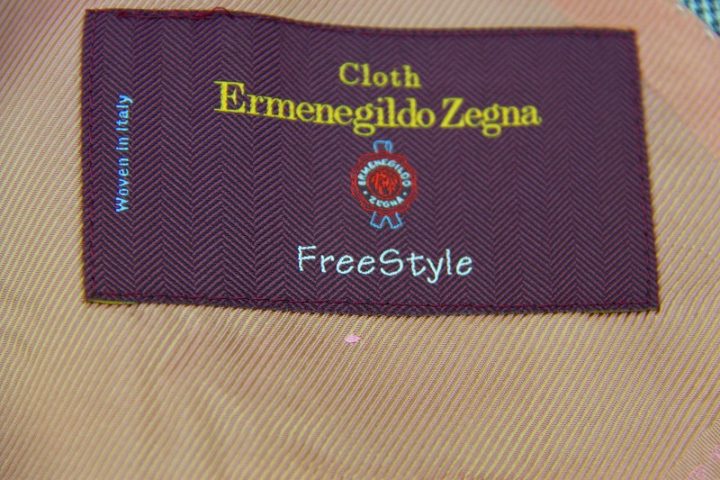 Cloth
Ermenegildo Zegna
Woven in Italy
ERMENEGILDO
ZEGNA
FreeStyle